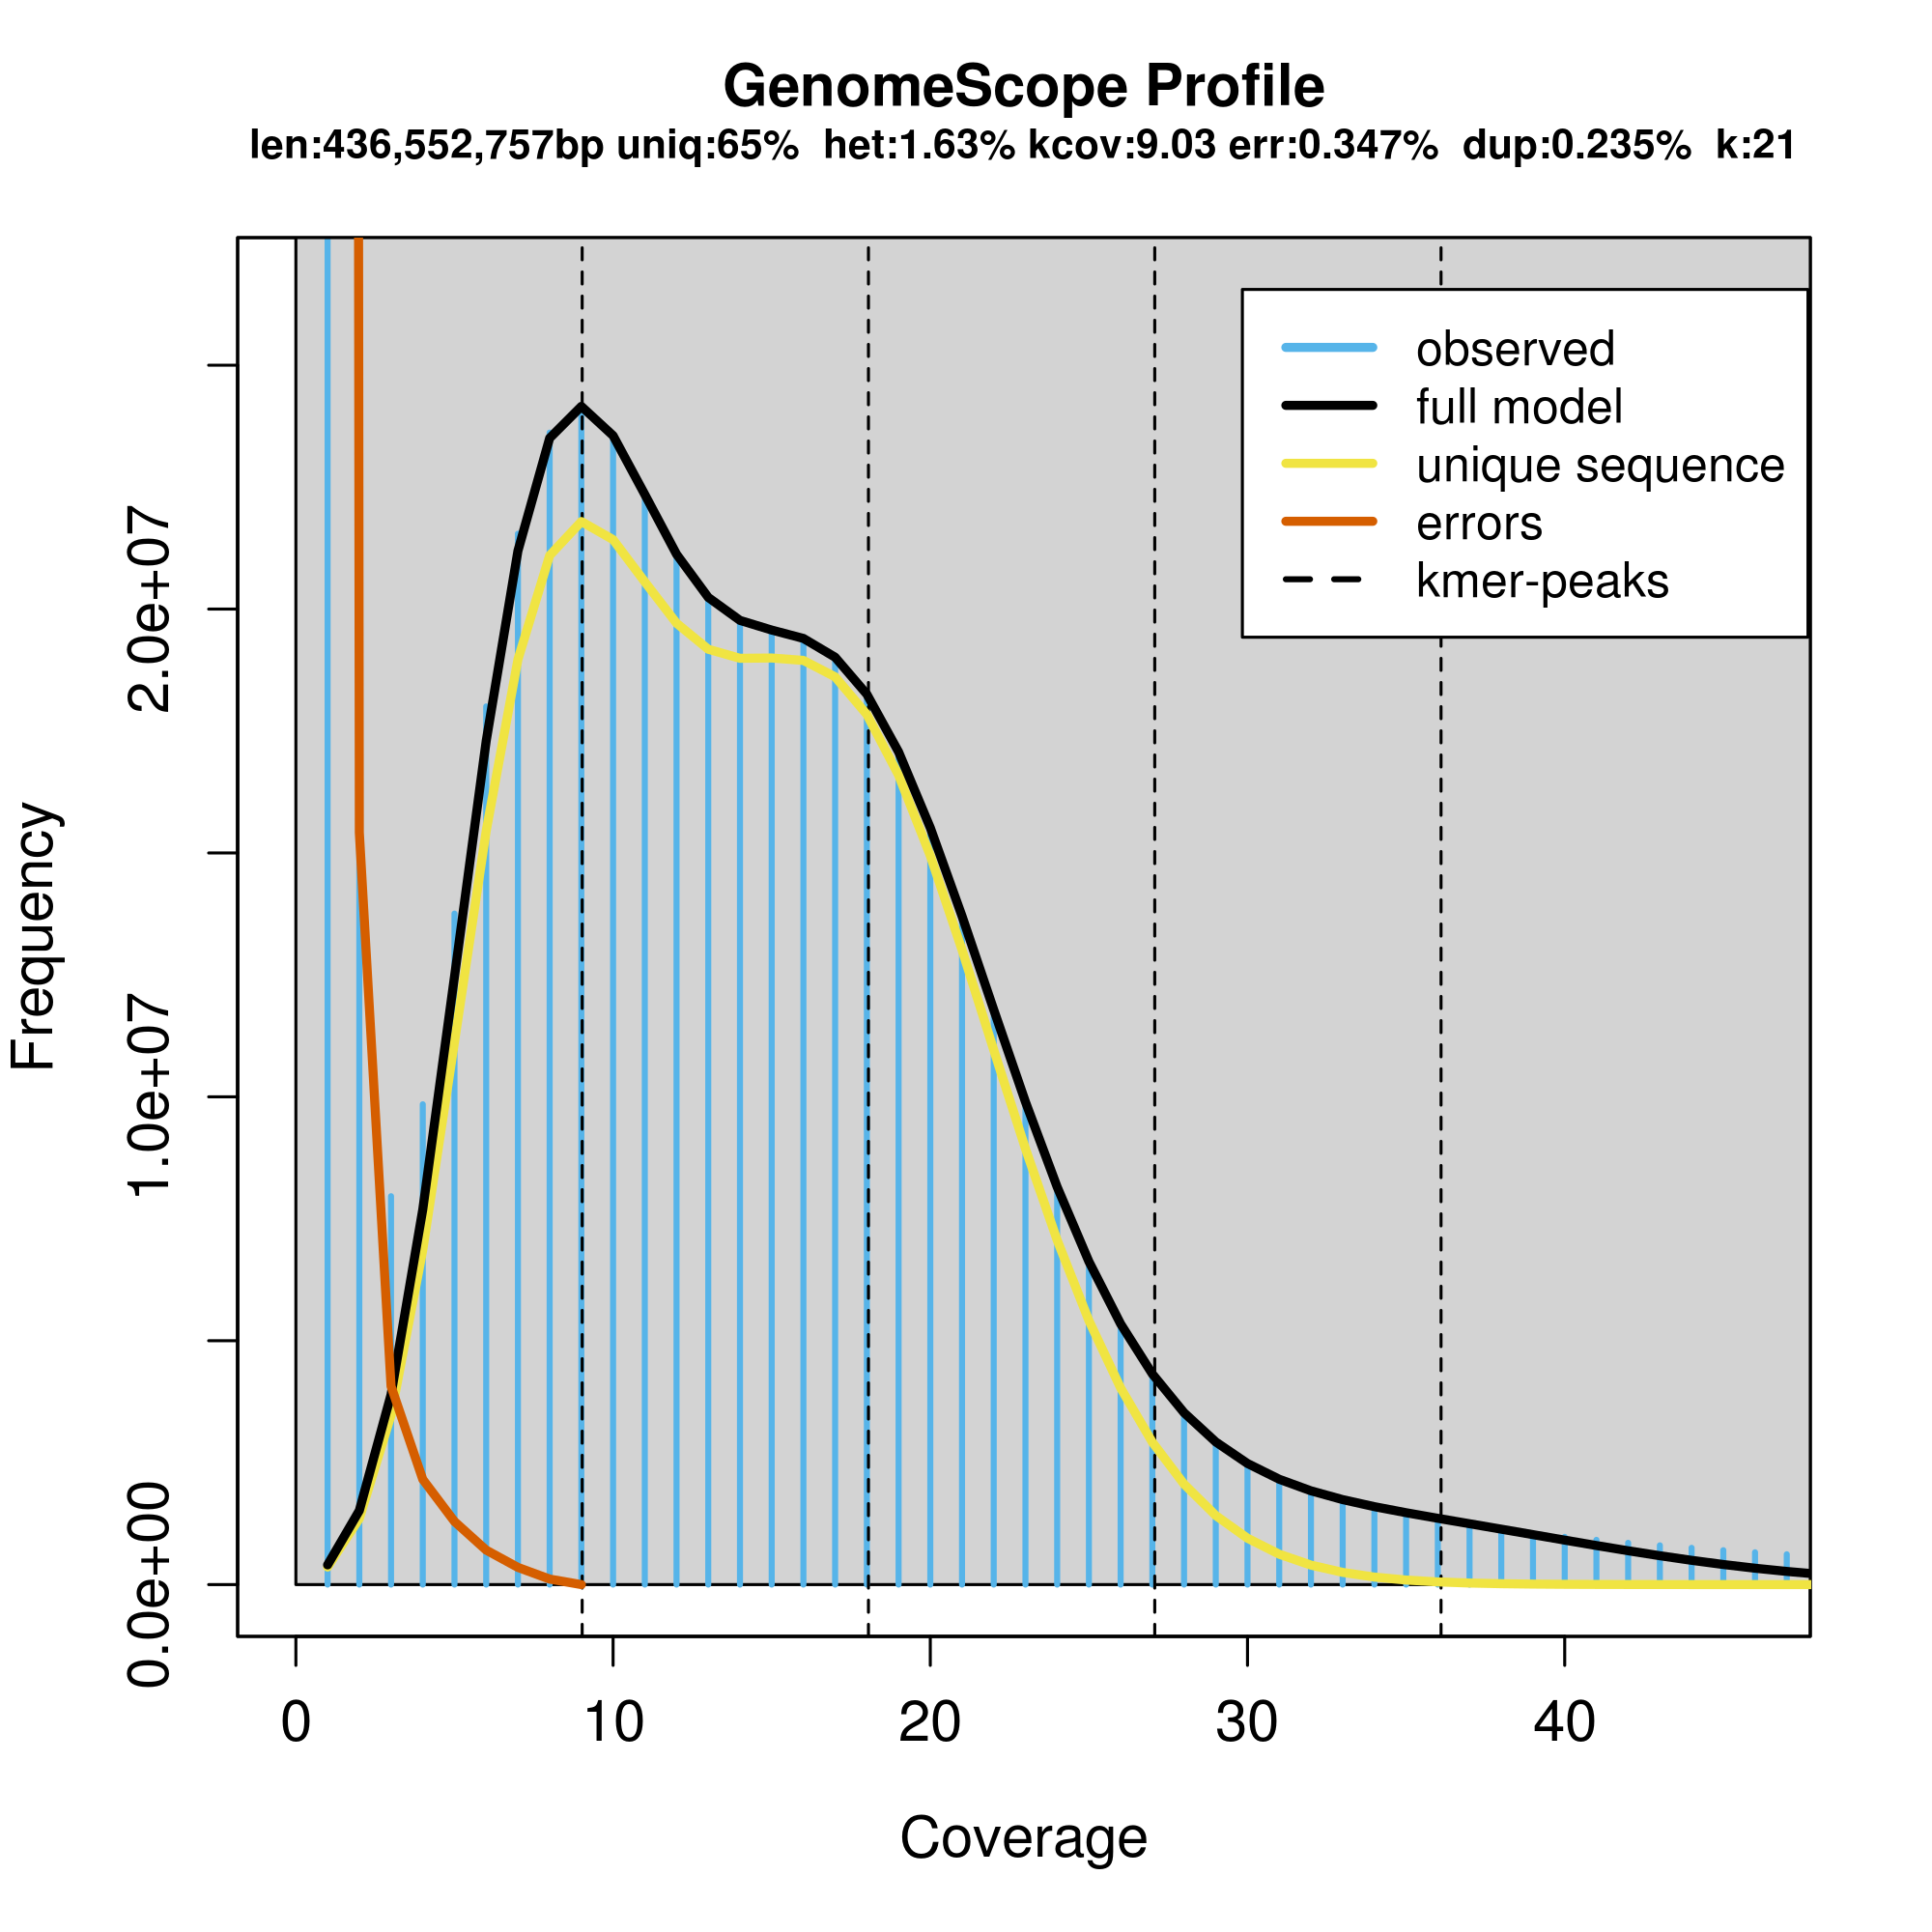 GenomeScope Profile
len:436,552,757bp uniq:65% het:1.63% kcov:9.03 err:0.347% dup:0.235% k:21
observed
full model
unique sequence
errors
kmer-peaks
Frequency
2.0e+07
1.0e+07
0.0e+00
0 10 20 30 40
Coverage